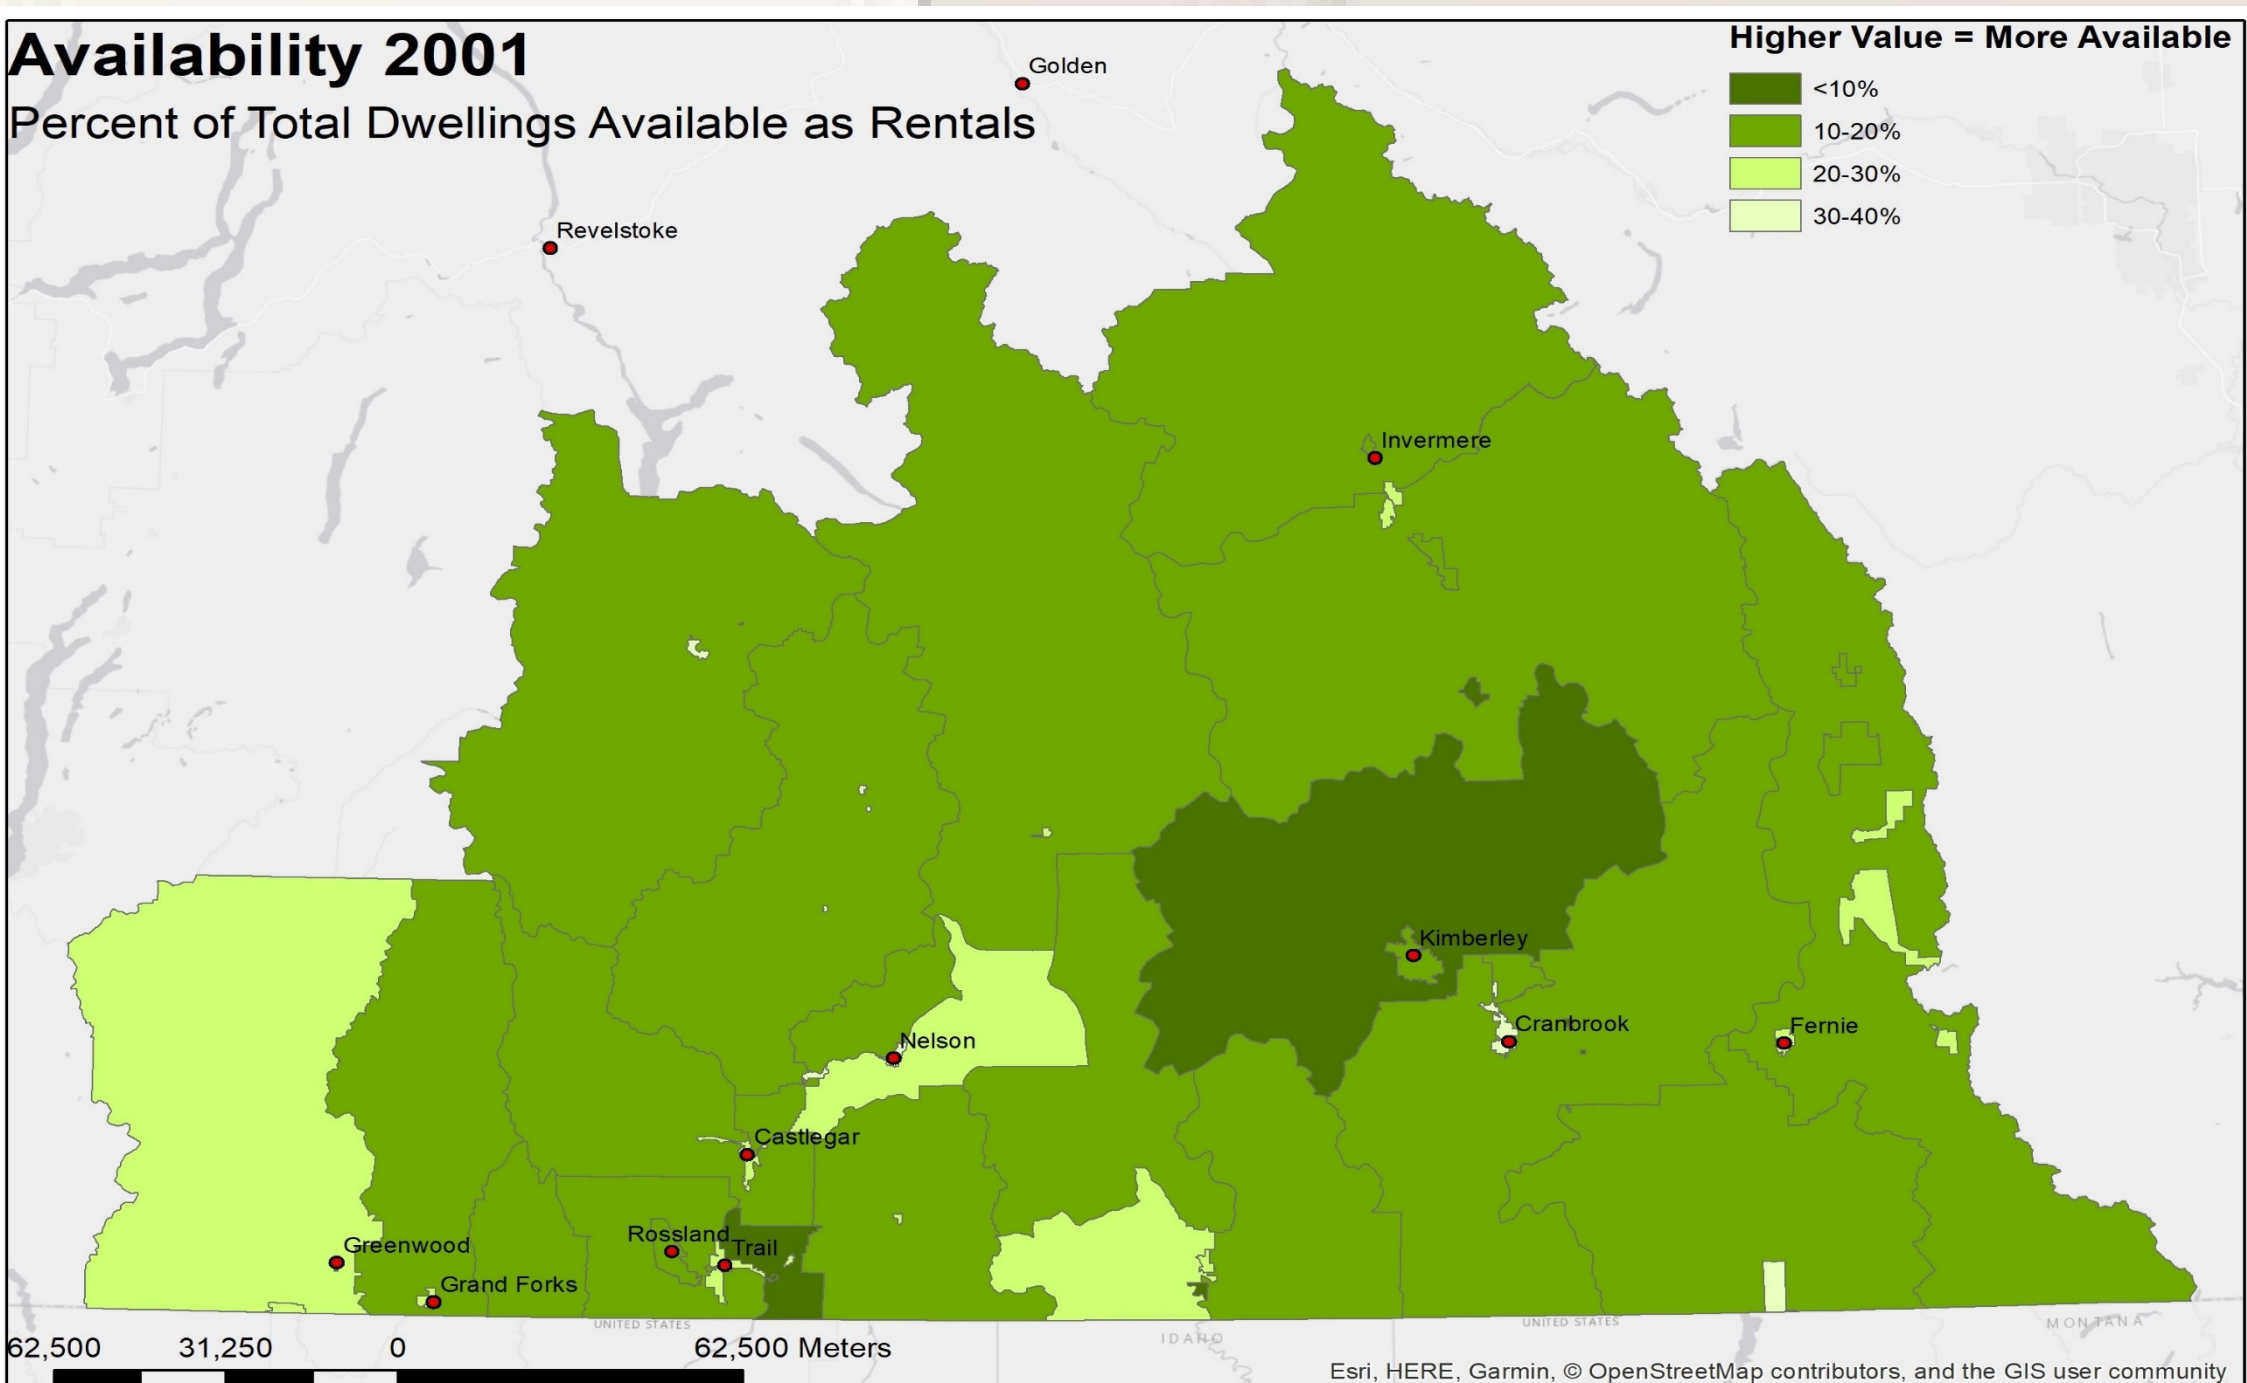 Availability 2001
Percent of Total Dwellings Available as Rentals
Higher Value = More Available
<10%
10-20%
20-30%
30-40%
Golden
Revelstoke
Invermere
Kimberley
Cranbrook
Fernie
Nelson
Castlegar
Rossland
Trail
Greenwood
Grand Forks
UNITED STATES
IDAHO
UNITED STATES
MONTANA
62,500 31,250 0 62,500 Meters
Esri, HERE, Garmin, © OpenStreetMap contributors, and the GIS user community